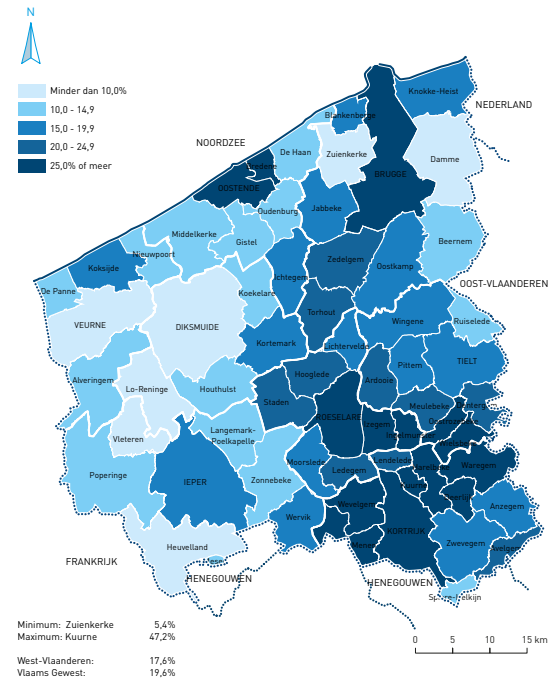 N
Minder dan 10,0%
10,0 - 14,9
15,0 - 19,9
20,0 - 24,9
25,0% of meer
Knokke-Heist
NEDERLAND
Blankenberge
NOORDZEE
De Haan
Zuienkerke
Damme
Bredene
BRUGGE
OOSTENDE
Oudenburg
Jabbeke
Middelkerke
Gistel
Beernem
Nieuwpoort
Zedelgem
Koksijde
Ichtegem
Oostkamp
OOST-VLAANDEREN
De Panne
Koekelare
Torhout
VEURNE
DIKSMUIDE
Wingene
Ruiselede
Kortemark
Lichtervelde
Pittem
TIELT
Alveringem
Lo-Reninge
Houthulst
Hooglede
Ardooie
Staden
Meulebeke
Dentergem
ROESELARE
Izegem
Oostrozebeke
Langemark-
Poelkapelle
Vleteren
Ingelmunster
Wielsbeke
Moorslede
Lendelede
Harelbeke
Waregem
Poperinge
IEPER
Zonnebeke
Ledegem
Kuurne
Deerlijk
Wevelgem
Anzegem
Wervik
KORTRIJK
Heuvelland
Menen
Zwevegem
Avelgem
FRANKRIJK
Mesen
HENEGOUWEN
HENEGOUWEN
Spiere-Helkijn
Minimum: Zuienkerke 5,4%
Maximum: Kuurne 47,2%
West-Vlaanderen: 17,6%
Vlaams Gewest: 19,6%
0 5 10 15 km